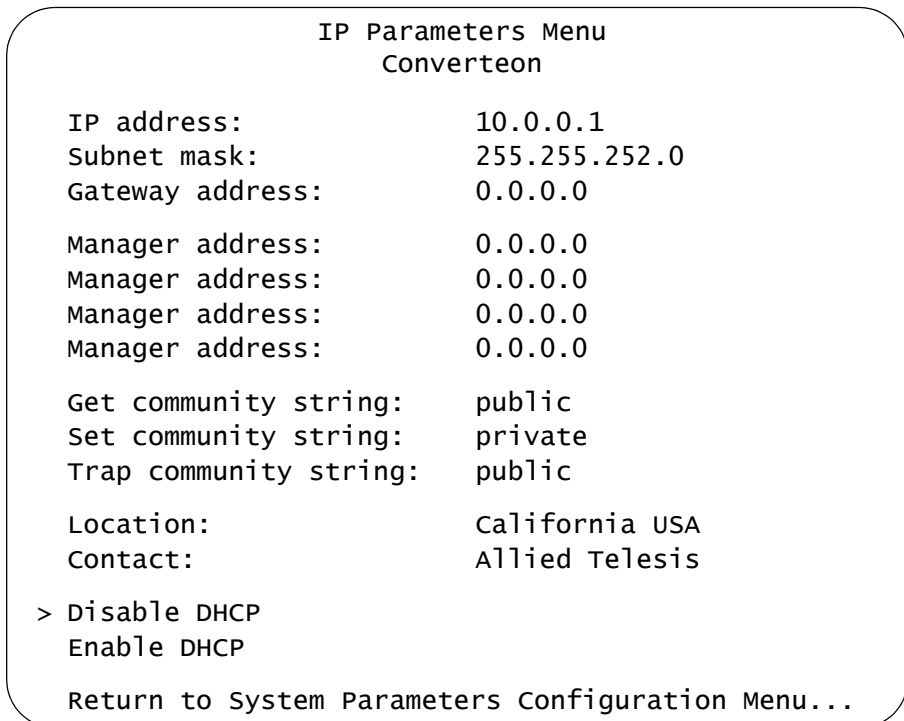 IP Parameters Menu
Converteon
IP address: 10.0.0.1
Subnet mask: 255.255.252.0
Gateway address: 0.0.0.0
Manager address: 0.0.0.0
Manager address: 0.0.0.0
Manager address: 0.0.0.0
Manager address: 0.0.0.0
Get community string: public
Set community string: private
Trap community string: public
Location: California USA
Contact: Allied Telesis
> Disable DHCP
Enable DHCP
Return to System Parameters Configuration Menu...